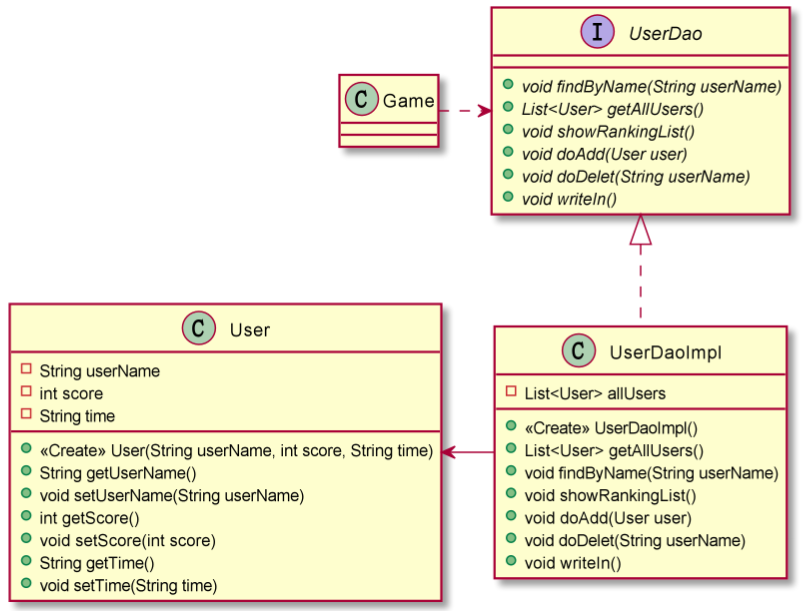 I UserDao
void findByName(String userName)
List<User> getAllUsers()
void showRankingList()
void doAdd(User user)
void doDelet(String userName)
void writeIn()
C Game
C User
String userName
int score
String time
«Create» User(String userName, int score, String time)
String getUserName()
void setUserName(String userName)
int getScore()
void setScore(int score)
String getTime()
void setTime(String time)
C UserDaoImpl
List<User> allUsers
«Create» UserDaoImpl()
List<User> getAllUsers()
void findByName(String userName)
void showRankingList()
void doAdd(User user)
void doDelet(String userName)
void writeIn()